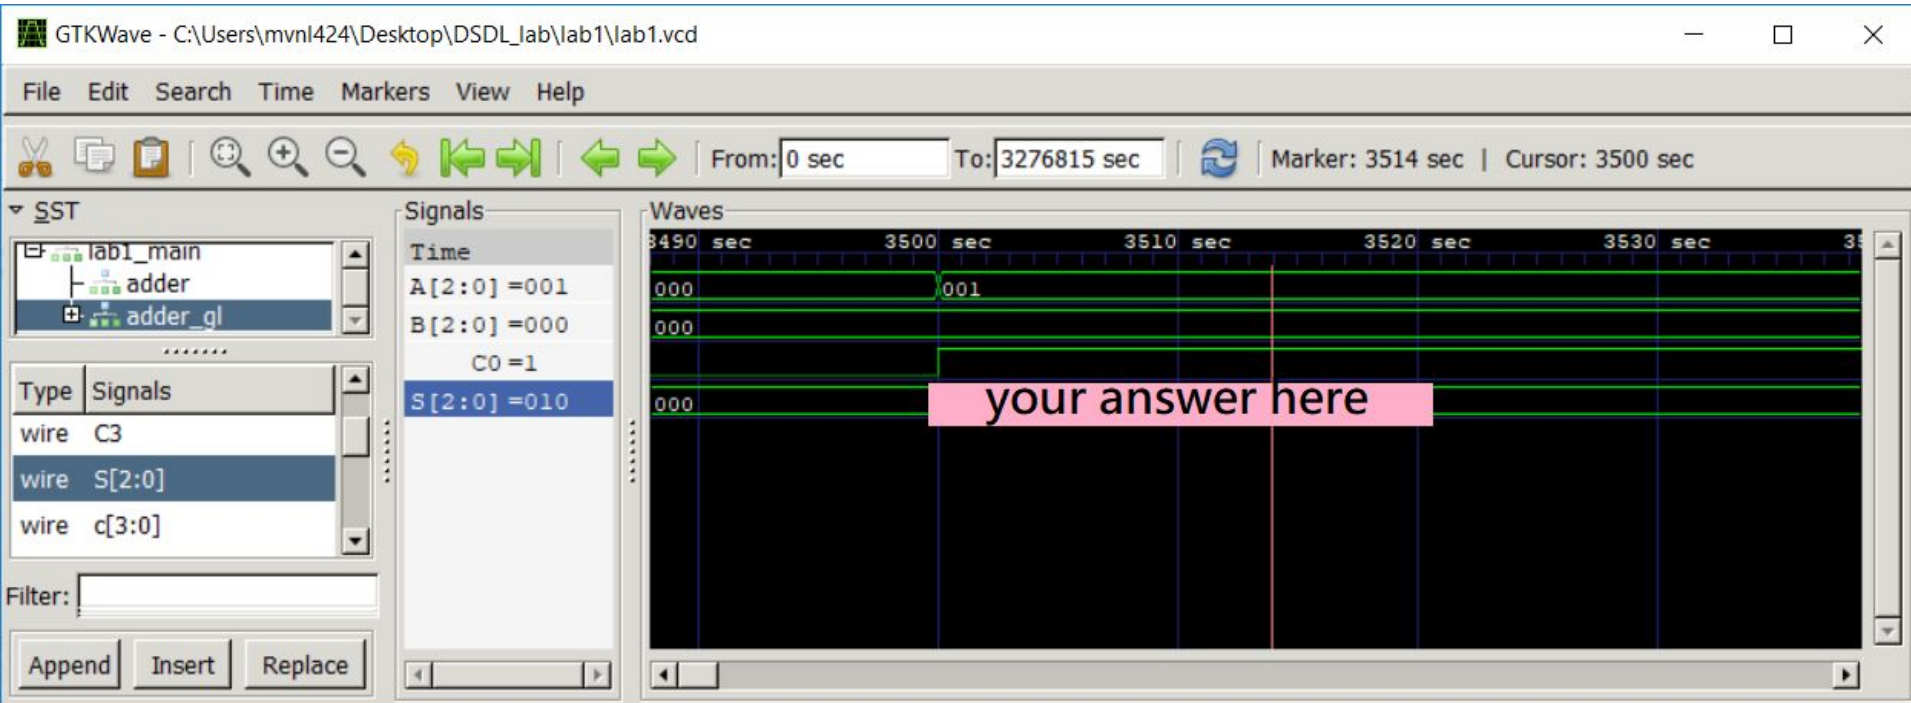 GTKWave - C:\Users\mvnl424\Desktop\DSDL_lab\lab1\lab1.vcd
File Edit Search Time Markers View Help
From: 0 sec To: 3276815 sec Marker: 3514 sec | Cursor: 3500 sec
SST
lab1_main
adder
adder_gl
Type Signals
wire C3
wire S[2:0]
wire c[3:0]
Filter:
Append Insert Replace
Signals
Time
A[2:0] =001
B[2:0] =000
C0 =1
S[2:0] =010
Waves
3490 sec 3500 sec 3510 sec 3520 sec 3530 sec
000 001
000
000 your answer here